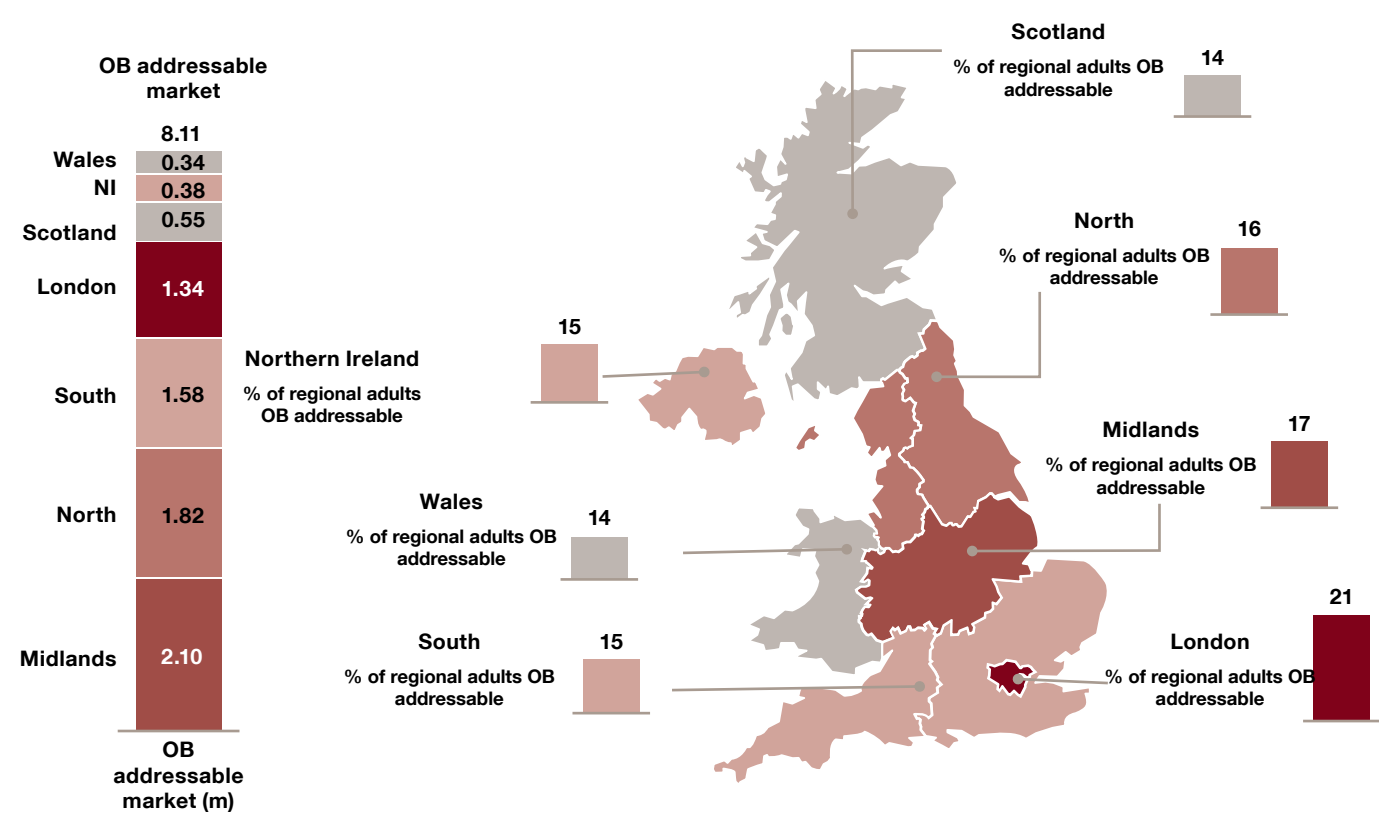 OB addressable
market
8.11
Wales
0.34
NI
0.38
Scotland
0.55
London
1.34
South
1.58
North
1.82
Midlands
2.10
OB
addressable
market (m)
Northern Ireland
% of regional adults
OB addressable
15
Wales
% of regional adults OB
addressable
14
South
% of regional adults OB
addressable
15
Scotland
% of regional adults OB
addressable
14
North
% of regional adults OB
addressable
16
Midlands
% of regional adults OB
addressable
17
London
% of regional adults OB
addressable
21